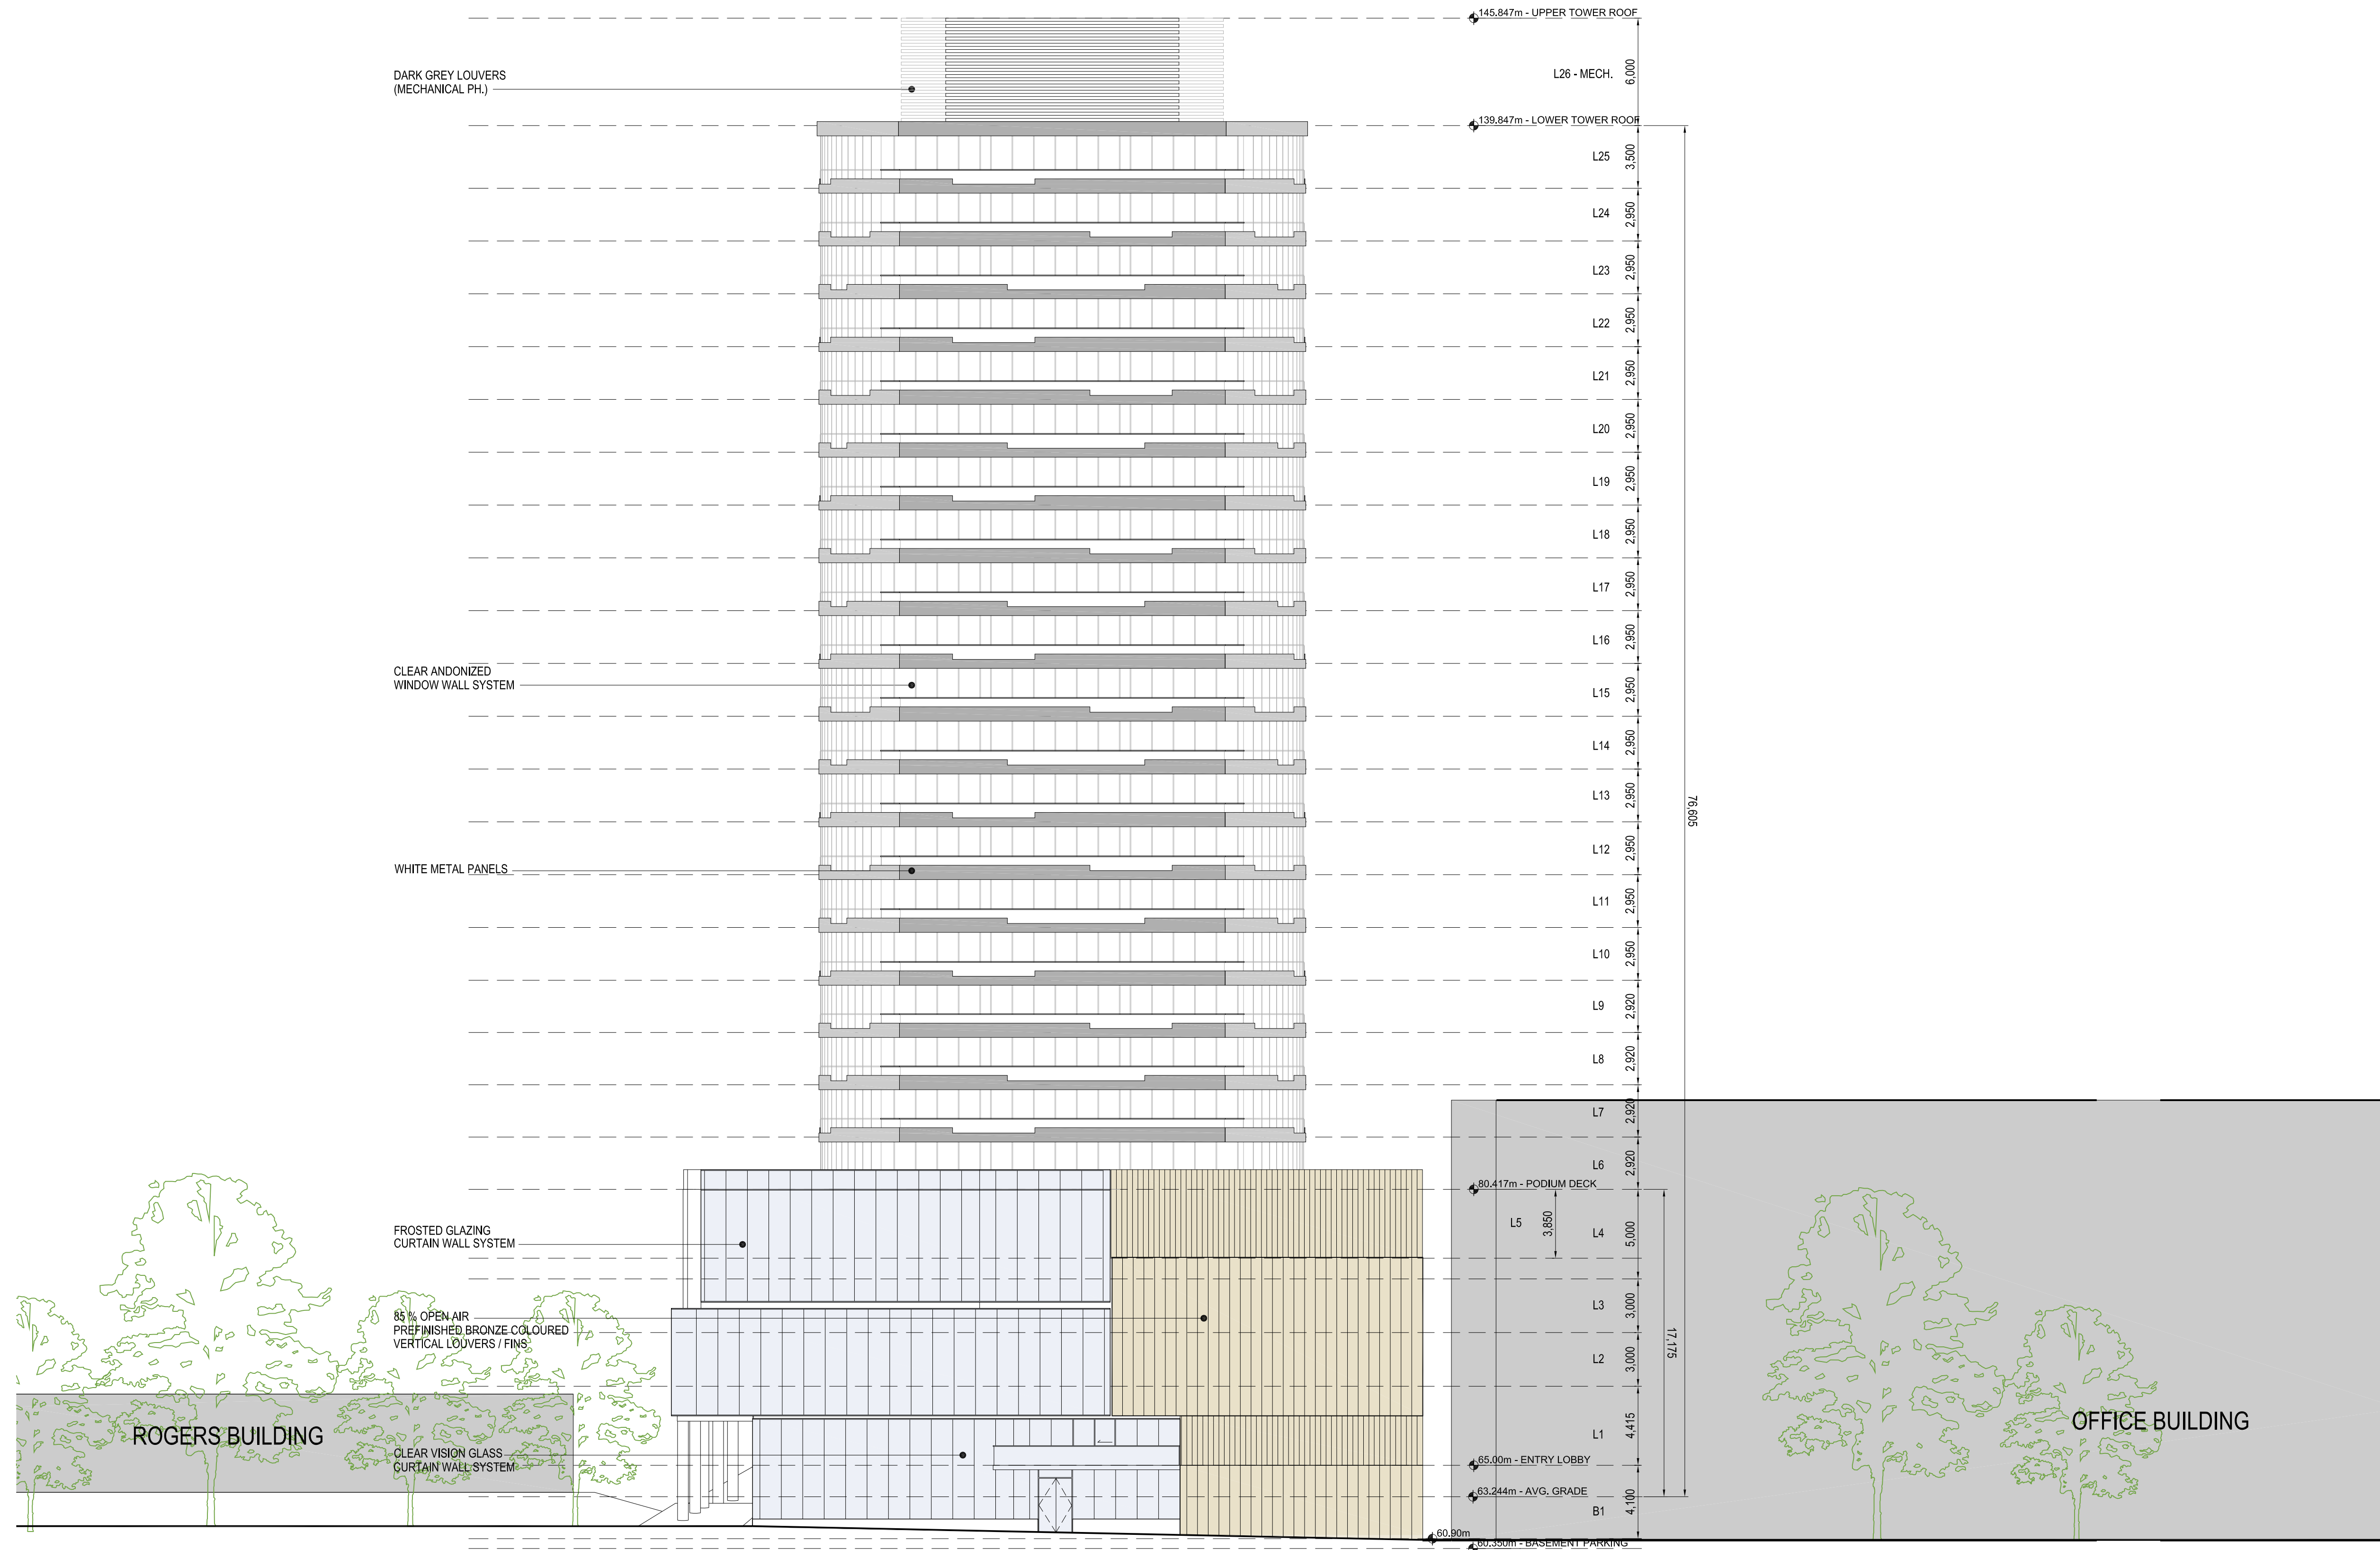 145.847m - UPPER TOWER ROOF
L26 - MECH.
6,000
DARK GREY LOUVERS
(MECHANICAL PH.)
139.847m - LOWER TOWER ROOF
L25
3,500
L24
2,950
L23
2,950
L22
2,950
L21
2,950
L20
2,950
L19
2,950
L18
2,950
L17
2,950
L16
2,950
CLEAR ANDONIZED
WINDOW WALL SYSTEM
L15
2,950
L14
2,950
L13
2,950
76,605
L12
2,950
WHITE METAL PANELS
L11
2,950
L10
2,950
L9
2,920
L8
2,920
L7
2,920
L6
2,920
80.417m - PODIUM DECK
L5
3,850
L4
5,000
FROSTED GLAZING
CURTAIN WALL SYSTEM
L3
3,000
85% OPEN AIR
PREFINISHED BRONZE COLOURED
VERTICAL LOUVERS / FINS
17,175
L2
3,000
L1
4,415
ROGERS BUILDING
OFFICE BUILDING
CLEAR VISION GLASS
CURTAIN WALL SYSTEM
65.00m - ENTRY LOBBY
63.244m - AVG. GRADE
B1
4,100
60.90m
60.350m - BASEMENT PARKING